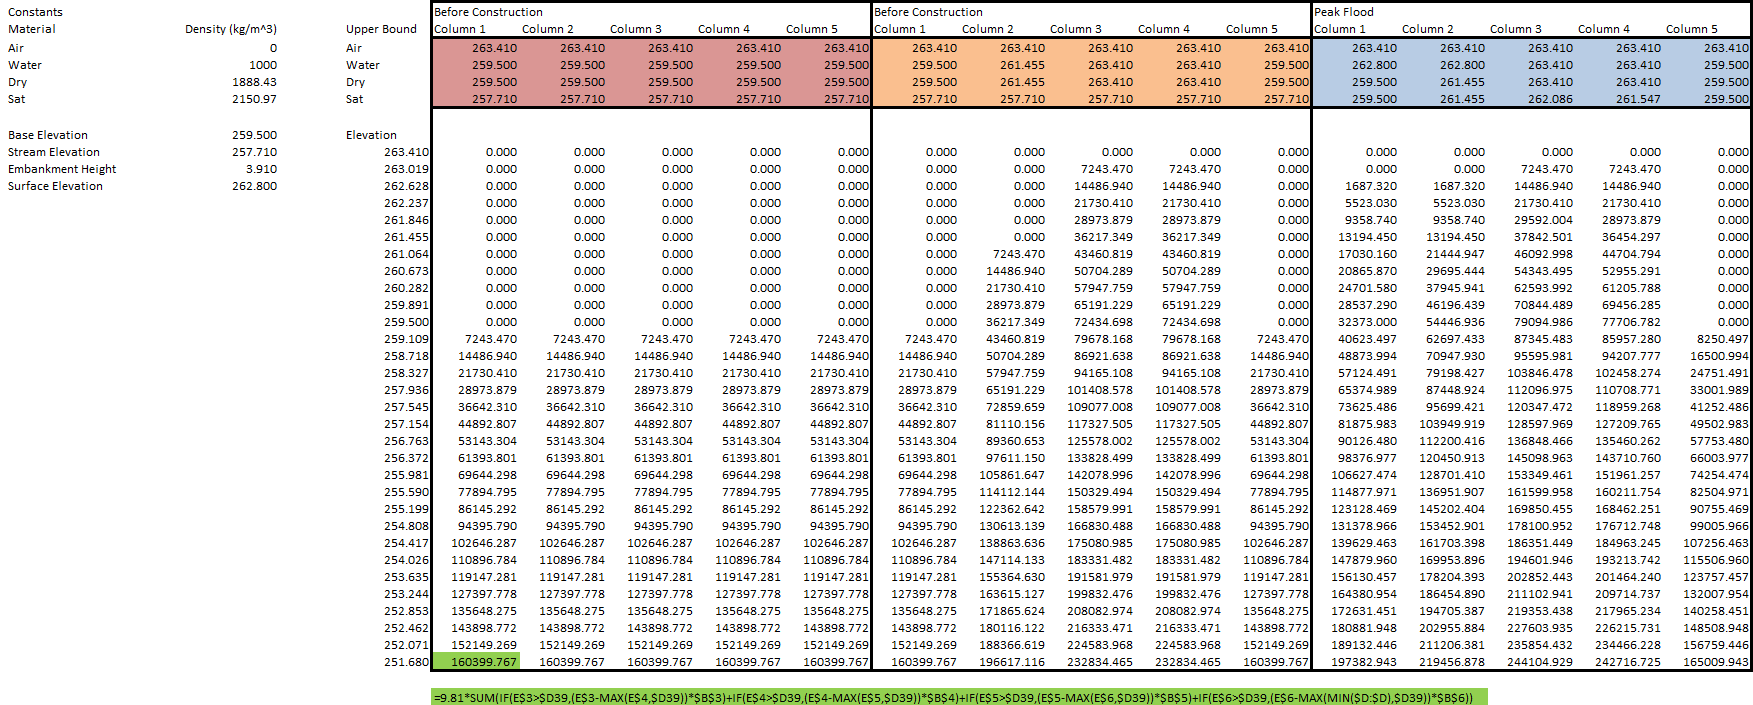 Constants Before Construction Before Construction Peak Flood
Material Density (kg/m^3) Upper Bound Column 1 Column 2 Column 3 Column 4 Column 5 Column 1 Column 2 Column 3 Column 4 Column 5 Column 1 Column 2 Column 3 Column 4 Column 5
Air 0 Air 263.410 263.410 263.410 263.410 263.410 263.410 263.410 263.410 263.410 263.410 263.410 263.410 263.410 263.410 263.410
Water 1000 Water 259.500 259.500 259.500 259.500 259.500 259.500 261.455 263.410 263.410 259.500 262.800 262.800 263.410 263.410 259.500
Dry 1888.43 Dry 259.500 259.500 259.500 259.500 259.500 259.500 261.455 263.410 263.410 259.500 259.500 261.455 263.410 263.410 259.500
Sat 2150.97 Sat 257.710 257.710 257.710 257.710 257.710 257.710 257.710 257.710 257.710 257.710 259.500 261.455 262.086 261.547 259.500
Base Elevation 259.500 Elevation
Stream Elevation 257.710 263.410 0.000 0.000 0.000 0.000 0.000 0.000 0.000 0.000 0.000 0.000 0.000 0.000 0.000 0.000 0.000
Embankment Height 3.910 263.019 0.000 0.000 0.000 0.000 0.000 0.000 0.000 7243.470 7243.470 0.000 0.000 0.000 7243.470 7243.470 0.000
Surface Elevation 262.800 262.628 0.000 0.000 0.000 0.000 0.000 0.000 0.000 14486.940 14486.940 0.000 1687.320 1687.320 14486.940 14486.940 0.000
262.237 0.000 0.000 0.000 0.000 0.000 0.000 0.000 21730.410 21730.410 0.000 5523.030 5523.030 21730.410 21730.410 0.000
261.846 0.000 0.000 0.000 0.000 0.000 0.000 0.000 28973.879 28973.879 0.000 9358.740 9358.740 29592.004 28973.879 0.000
261.455 0.000 0.000 0.000 0.000 0.000 0.000 0.000 36217.349 36217.349 0.000 13194.450 13194.450 37842.501 36454.297 0.000
261.064 0.000 0.000 0.000 0.000 0.000 0.000 7243.470 43460.819 43460.819 0.000 17030.160 21444.947 46092.998 44704.794 0.000
260.673 0.000 0.000 0.000 0.000 0.000 0.000 14486.940 50704.289 50704.289 0.000 20865.870 29695.444 54343.495 52955.291 0.000
260.282 0.000 0.000 0.000 0.000 0.000 0.000 21730.410 57947.759 57947.759 0.000 24701.580 37945.941 62593.992 61205.788 0.000
259.891 0.000 0.000 0.000 0.000 0.000 0.000 28973.879 65191.229 65191.229 0.000 28537.290 46196.439 70844.489 69456.285 0.000
259.500 0.000 0.000 0.000 0.000 0.000 0.000 36217.349 72434.698 72434.698 0.000 32373.000 54446.936 79094.986 77706.782 0.000
259.109 7243.470 7243.470 7243.470 7243.470 7243.470 7243.470 43460.819 79678.168 79678.168 7243.470 40623.497 62697.433 87345.483 85957.280 8250.497
258.718 14486.940 14486.940 14486.940 14486.940 14486.940 14486.940 50704.289 86921.638 86921.638 14486.940 48873.994 70947.930 95595.981 94207.777 16500.994
258.327 21730.410 21730.410 21730.410 21730.410 21730.410 21730.410 57947.759 94165.108 94165.108 21730.410 57124.491 79198.427 103846.478 102458.274 24751.491
257.936 28973.879 28973.879 28973.879 28973.879 28973.879 28973.879 65191.229 101408.578 101408.578 28973.879 65374.989 87448.924 112096.975 110708.771 33001.989
257.545 36642.310 36642.310 36642.310 36642.310 36642.310 36642.310 72859.659 109077.008 109077.008 36642.310 73625.486 95699.421 120347.472 118959.268 41252.486
257.154 44892.807 44892.807 44892.807 44892.807 44892.807 44892.807 81110.156 117327.505 117327.505 44892.807 81875.983 103949.919 128597.969 127209.765 49502.983
256.763 53143.304 53143.304 53143.304 53143.304 53143.304 53143.304 89360.653 125578.002 125578.002 53143.304 90126.480 112200.416 136848.466 135460.262 57753.480
256.372 61393.801 61393.801 61393.801 61393.801 61393.801 61393.801 97611.150 133828.499 133828.499 61393.801 98376.977 120450.913 145098.963 143710.760 66003.977
255.981 69644.298 69644.298 69644.298 69644.298 69644.298 69644.298 105861.647 142078.996 142078.996 69644.298 106627.474 128701.410 153349.461 151961.257 74254.474
255.590 77894.795 77894.795 77894.795 77894.795 77894.795 77894.795 114112.144 150329.494 150329.494 77894.795 114877.971 136951.907 161599.958 160211.754 82504.971
255.199 86145.292 86145.292 86145.292 86145.292 86145.292 86145.292 122362.642 158579.991 158579.991 86145.292 123128.469 145202.404 169850.455 168462.251 90755.469
254.808 94395.790 94395.790 94395.790 94395.790 94395.790 94395.790 130613.139 166830.488 166830.488 94395.790 131378.966 153452.901 178100.952 176712.748 99005.966
254.417 102646.287 102646.287 102646.287 102646.287 102646.287 102646.287 138863.636 175080.985 175080.985 102646.287 139629.463 161703.398 186351.449 184963.245 107256.463
254.026 110896.784 110896.784 110896.784 110896.784 110896.784 110896.784 147114.133 183331.482 183331.482 110896.784 147879.960 169953.896 194601.946 193213.742 115506.960
253.635 119147.281 119147.281 119147.281 119147.281 119147.281 119147.281 155364.630 191581.979 191581.979 119147.281 156130.457 178204.393 202852.443 201464.240 123757.457
253.244 127397.778 127397.778 127397.778 127397.778 127397.778 127397.778 163615.127 199832.476 199832.476 127397.778 164380.954 186454.890 211102.941 209714.737 132007.954
252.853 135648.275 135648.275 135648.275 135648.275 135648.275 135648.275 171865.624 208082.974 208082.974 135648.275 172631.451 194705.387 219353.438 217965.234 140258.451
252.462 143898.772 143898.772 143898.772 143898.772 143898.772 143898.772 180116.122 216333.471 216333.471 143898.772 180881.948 202955.884 227603.935 226215.731 148508.948
252.071 152149.269 152149.269 152149.269 152149.269 152149.269 152149.269 188366.619 224583.968 224583.968 152149.269 189132.446 211206.381 235854.432 234466.228 156759.446
251.680 160399.767 160399.767 160399.767 160399.767 160399.767 160399.767 196617.116 232834.465 232834.465 160399.767 197382.943 219456.878 244104.929 242716.725 165009.943
=9.81*SUM(IF(E$3>$D39,(E$3-MAX(E$4,$D39))*$B$3)+IF(E$4>$D39,(E$4-MAX(E$5,$D39))*$B$4)+IF(E$5>$D39,(E$5-MAX(E$6,$D39))*$B$5)+IF(E$6>$D39,(E$6-MAX(MIN($D:$D),$D39))*$B$6))